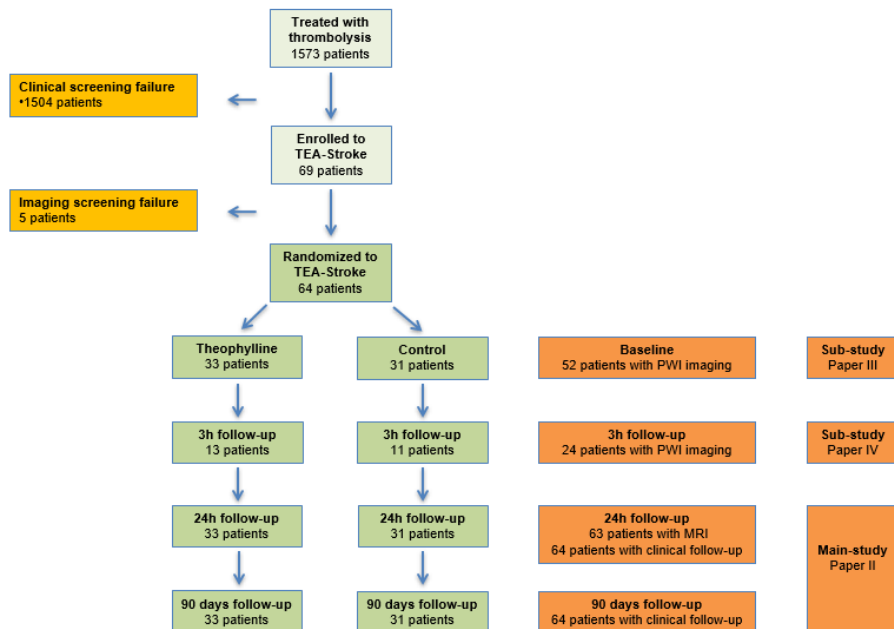 Treated with
thrombolysis
1573 patients
Clinical screening failure
•1504 patients
Enrolled to
TEA-Stroke
69 patients
Imaging screening failure
5 patients
Randomized to
TEA-Stroke
64 patients
Theophylline
33 patients
Control
31 patients
Baseline
52 patients with PWI imaging
Sub-study
Paper III
3h follow-up
13 patients
3h follow-up
11 patients
3h follow-up
24 patients with PWI imaging
Sub-study
Paper IV
24h follow-up
33 patients
24h follow-up
31 patients
24h follow-up
63 patients with MRI
64 patients with clinical follow-up
Main-study
Paper II
90 days follow-up
33 patients
90 days follow-up
31 patients
90 days follow-up
64 patients with clinical follow-up